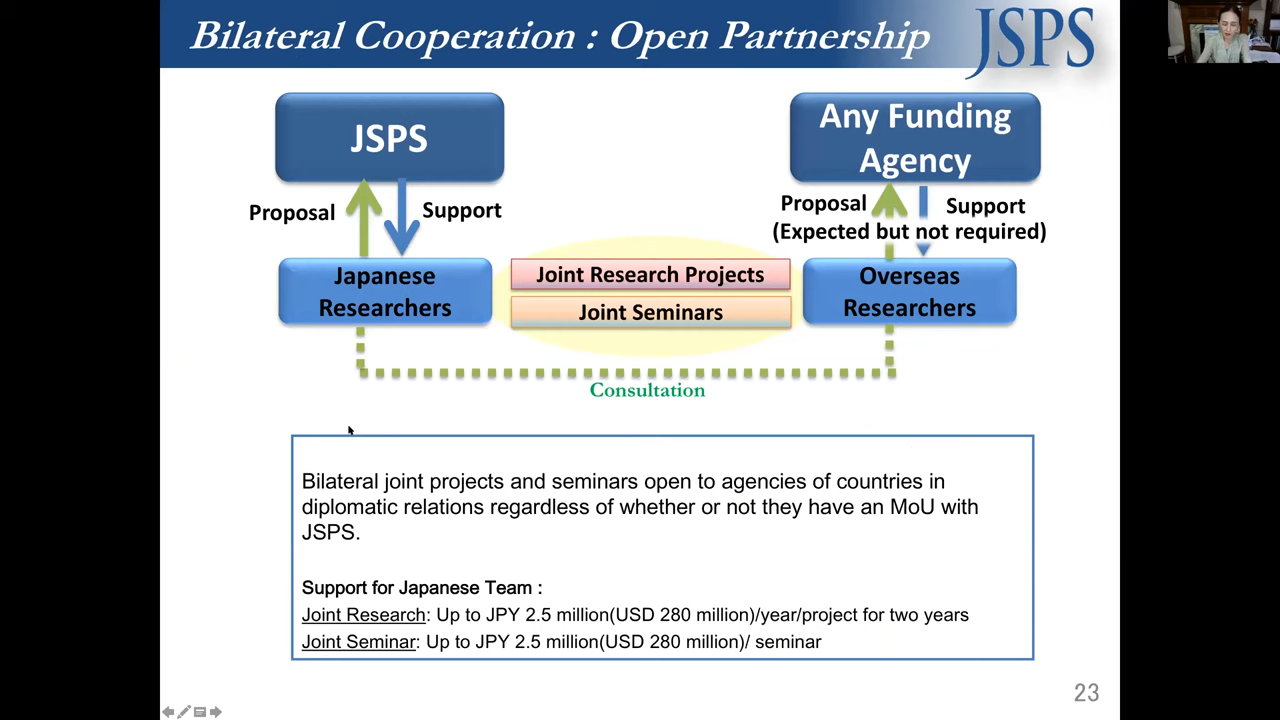 Bilateral Cooperation : Open Partnership
JSPS
JSPS
Any Funding
Agency
Proposal
Support
Proposal
Support
(Expected but not required)
Japanese
Researchers
Joint Research Projects
Joint Seminars
Overseas
Researchers
Consultation
Bilateral joint projects and seminars open to agencies of countries in
diplomatic relations regardless of whether or not they have an MoU with
JSPS.
Support for Japanese Team :
Joint Research: Up to JPY 2.5 million(USD 280 million)/year/project for two years
Joint Seminar: Up to JPY 2.5 million(USD 280 million)/ seminar
23